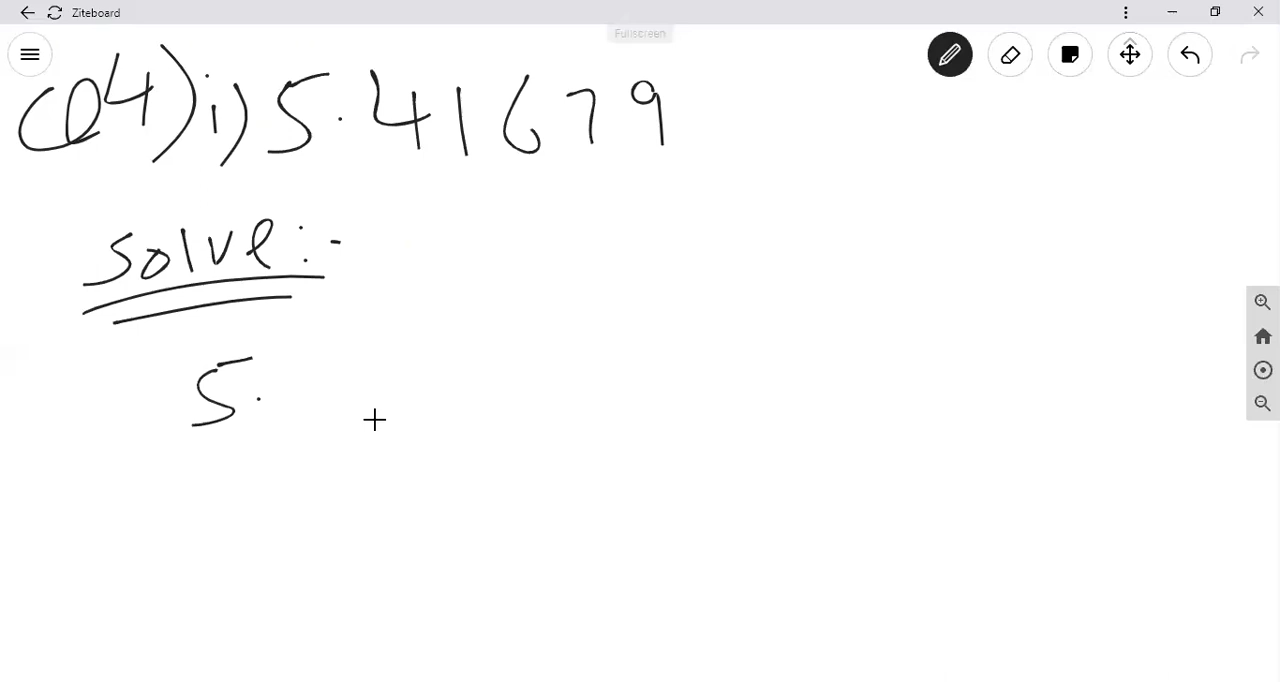 Ziteboard
Fullscreen
Q4) i) 5.41679
solve :-
5.